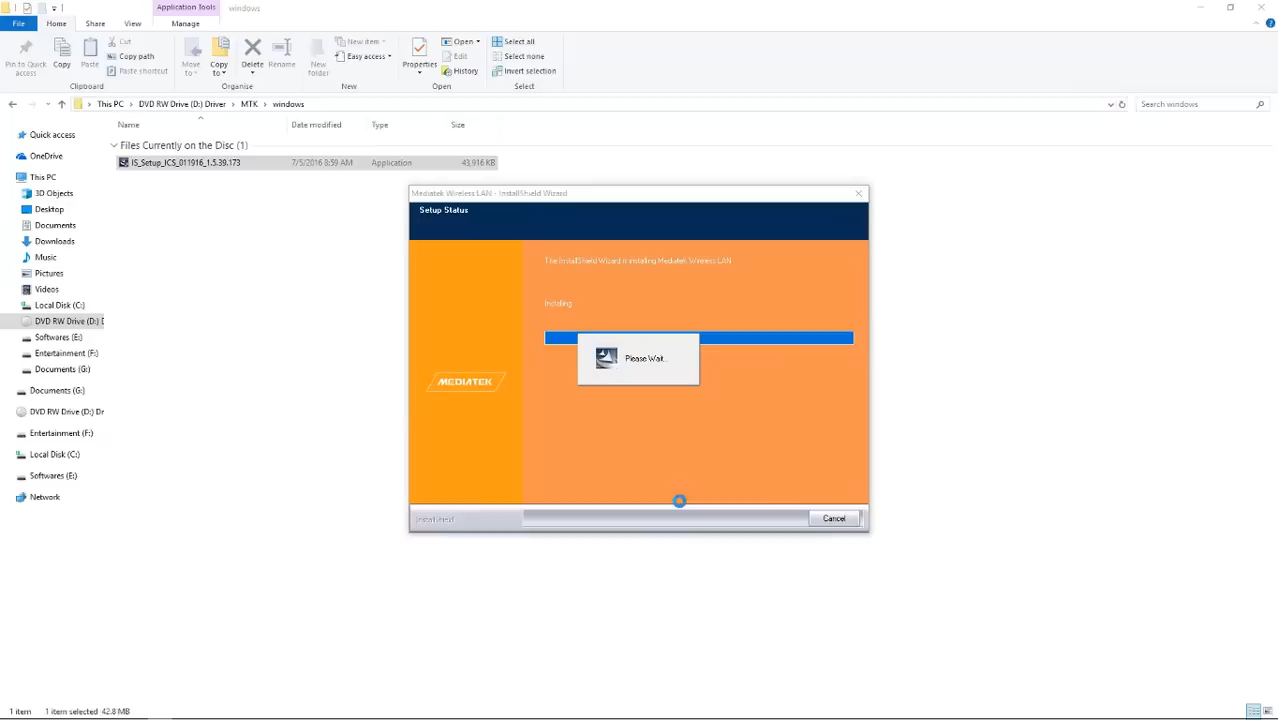 Application Tools
windows
File
Home
Share
View
Manage
Pin to Quick access
Copy
Paste
Cut
Copy path
Paste shortcut
Move to
Copy to
Delete
Rename
New folder
New item
Easy access
Properties
Open
Edit
History
Select all
Select none
Invert selection
Clipboard
Organise
New
Open
Select
This PC
DVD RW Drive (D:) Driver
MTK
windows
Search windows
Name
Date modified
Type
Size
Files Currently on the Disc (1)
IS_Setup_ICS_011916_1.5.39.173
7/5/2016 8:59 AM
Application
43,916 KB
Quick access
OneDrive
This PC
3D Objects
Desktop
Documents
Downloads
Music
Pictures
Videos
Local Disk (C:)
DVD RW Drive (D:) D
Softwares (E:)
Entertainment (F:)
Documents (G:)
Documents (G:)
DVD RW Drive (D:) Dr
Entertainment (F:)
Local Disk (C:)
Softwares (E:)
Network
Mediatek Wireless LAN - InstallShield Wizard
Setup Status
The InstallShield Wizard is installing Mediatek Wireless LAN
Installing
Please Wait...
MEDIATEK
InstallShield
Cancel
1 item
1 item selected 42.8 MB